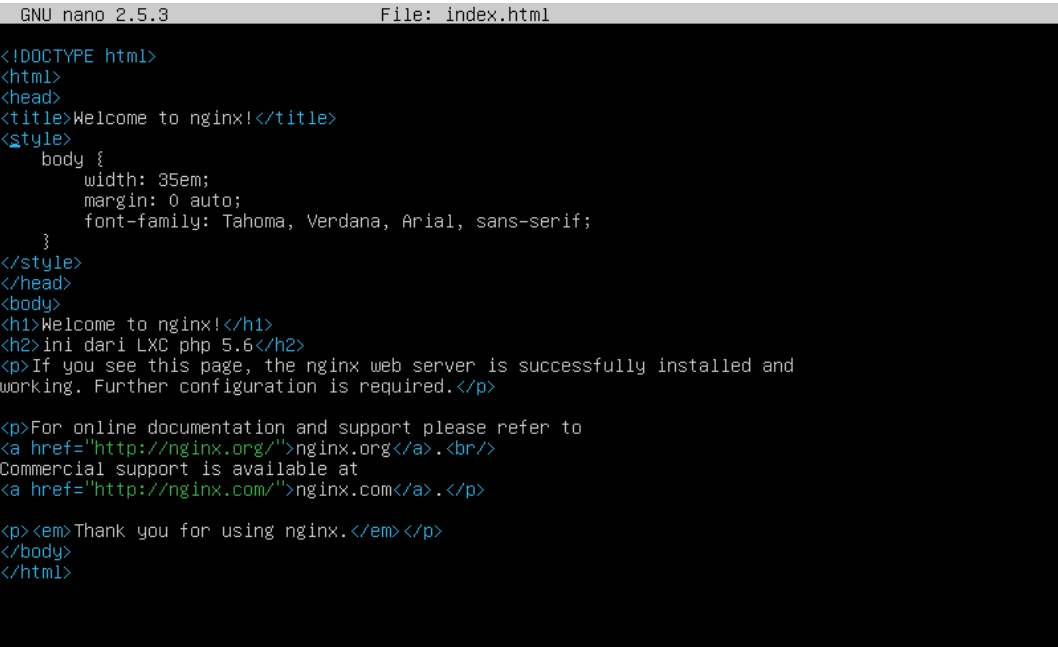 GNU nano 2.5.3 File: index.html
<!DOCTYPE html>
<html>
<head>
<title>Welcome to nginx!</title>
<style>
    body {
        width: 35em;
        margin: 0 auto;
        font-family: Tahoma, Verdana, Arial, sans-serif;
    }
</style>
</head>
<body>
<h1>Welcome to nginx!</h1>
<h2>ini dari LXC php 5.6</h2>
<p>If you see this page, the nginx web server is successfully installed and
working. Further configuration is required.</p>
<p>For online documentation and support please refer to
<a href="http://nginx.org/">nginx.org</a>.<br/>
Commercial support is available at
<a href="http://nginx.com/">nginx.com</a>.</p>
<p><em>Thank you for using nginx.</em></p>
</body>
</html>